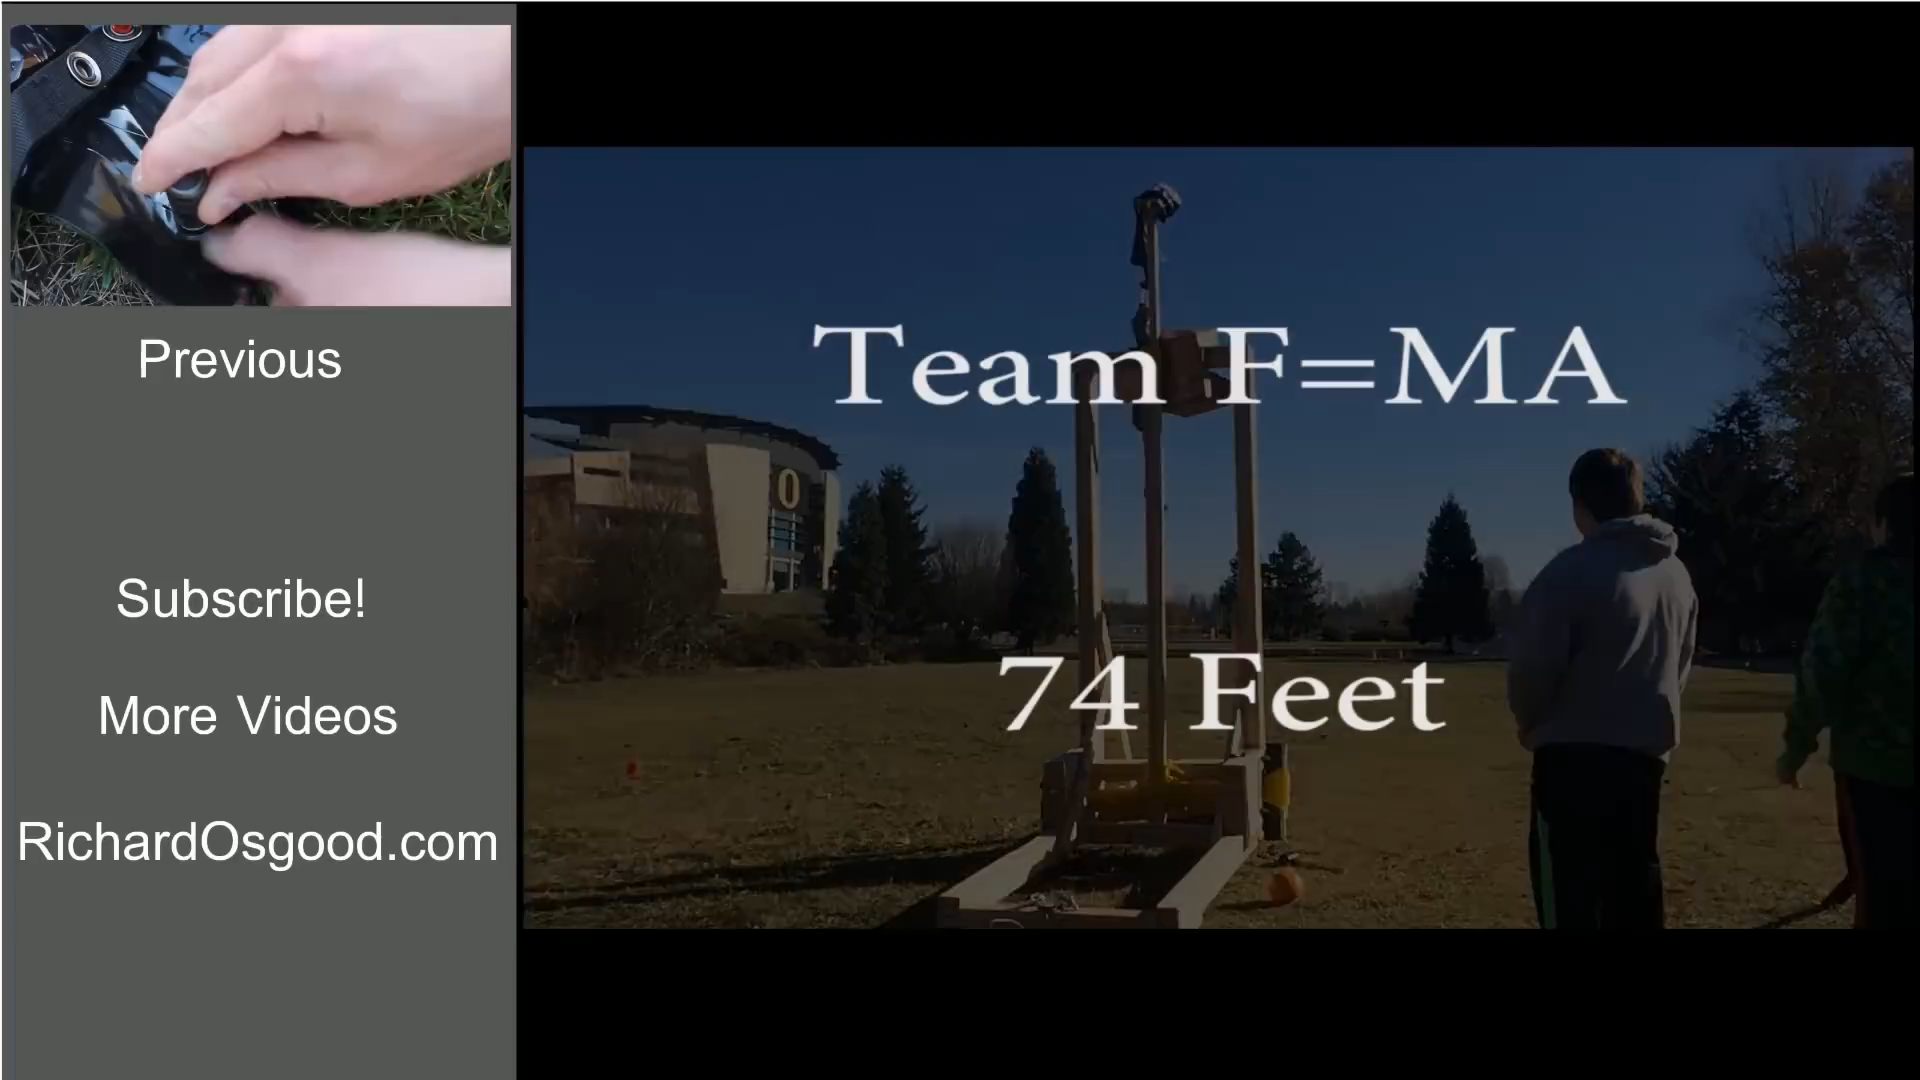 Previous
Subscribe!
More Videos
RichardOsgood.com
Team F=MA
O
74 Feet